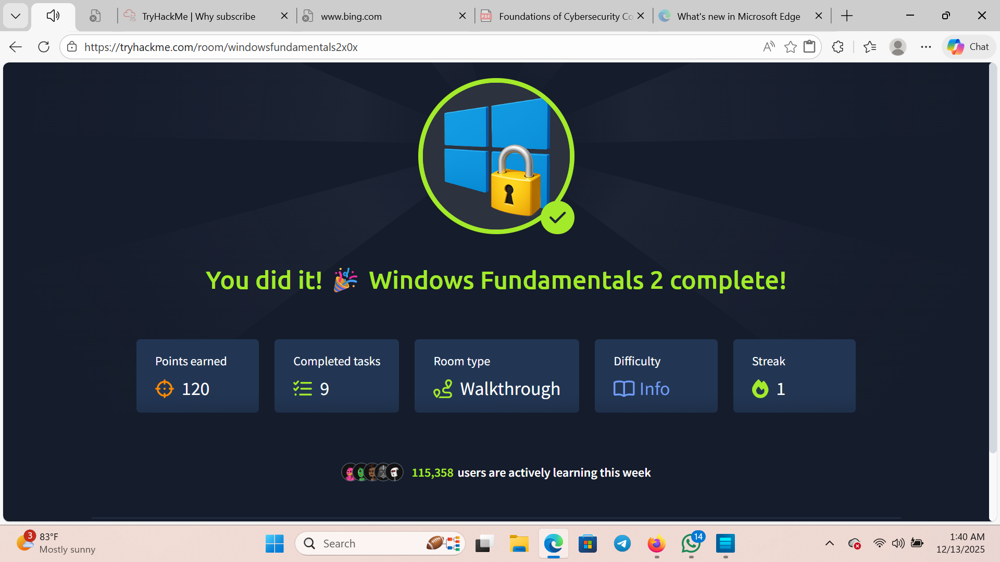 TryHackMe | Why subscribe
www.bing.com
PDF
Foundations of Cybersecurity Co
What's new in Microsoft Edge
https://tryhackme.com/room/windowsfundamentals2x0x
A
Chat
You did it! 🎉 Windows Fundamentals 2 complete!
Points earned
120
Completed tasks
9
Room type
Walkthrough
Difficulty
Info
Streak
1
115,358 users are actively learning this week
3
83°F
Mostly sunny
Search
14
1:40 AM
12/13/2025